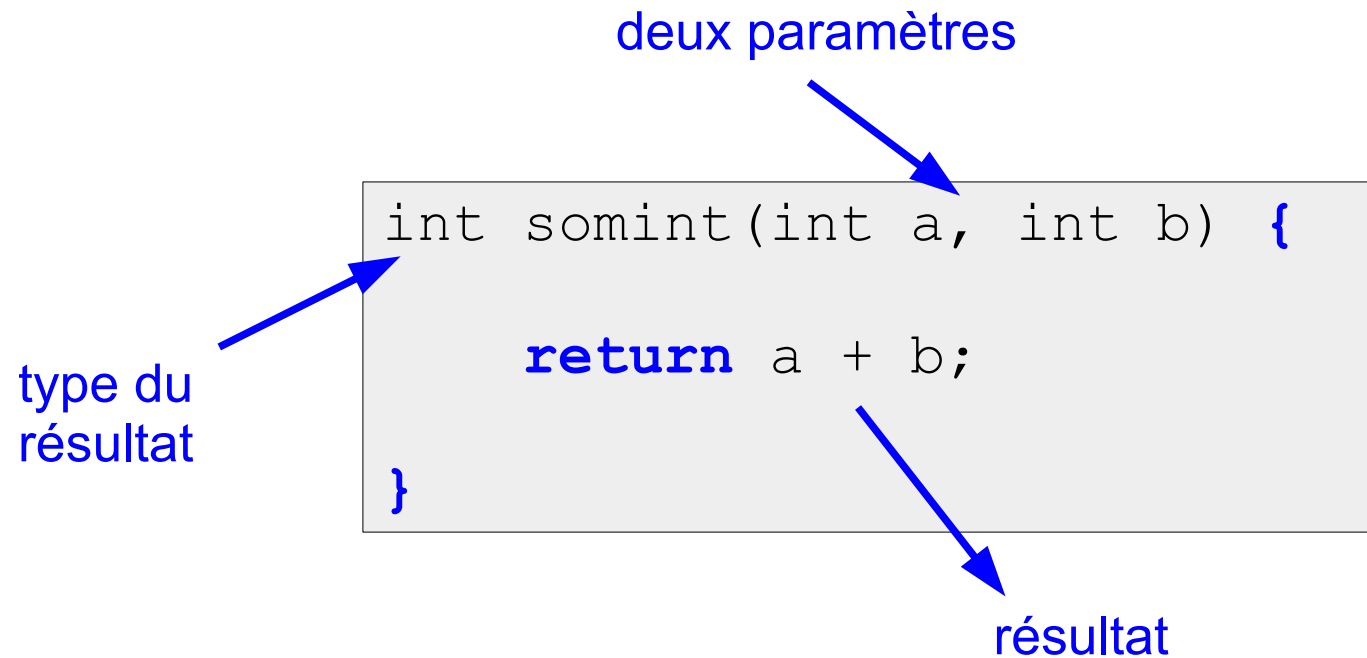 deux paramètres
int somint(int a, int b) {
return a + b;
type du
résultat
}
résultat